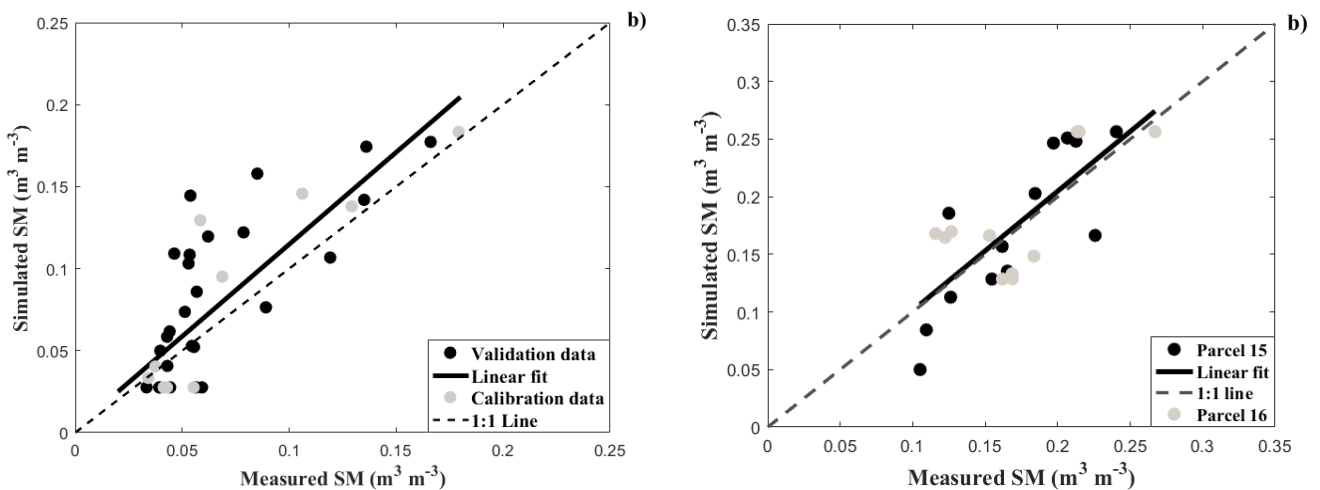 b)
0.25
0.2
0.15
0.1
0.05
0
0
0.05
0.1
0.15
0.2
0.25
Simulated SM (m³ m⁻³)
Measured SM (m³ m⁻³)
Validation data
Linear fit
Calibration data
1:1 Line
b)
0.35
0.3
0.25
0.2
0.15
0.1
0.05
0
0
0.05
0.1
0.15
0.2
0.25
0.3
0.35
Simulated SM (m³ m⁻³)
Measured SM (m³ m⁻³)
Parcel 15
Linear fit
1:1 line
Parcel 16